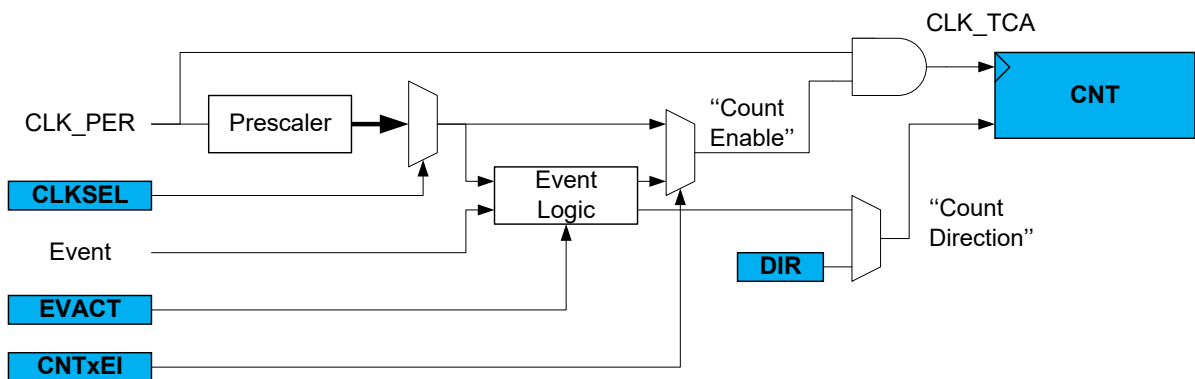 CLK_TCA
CNT
“Count
Enable”
CLK_PER
Prescaler
CLKSEL
Event
Logic
“Count
Direction”
Event
DIR
EVACT
CNTxEI